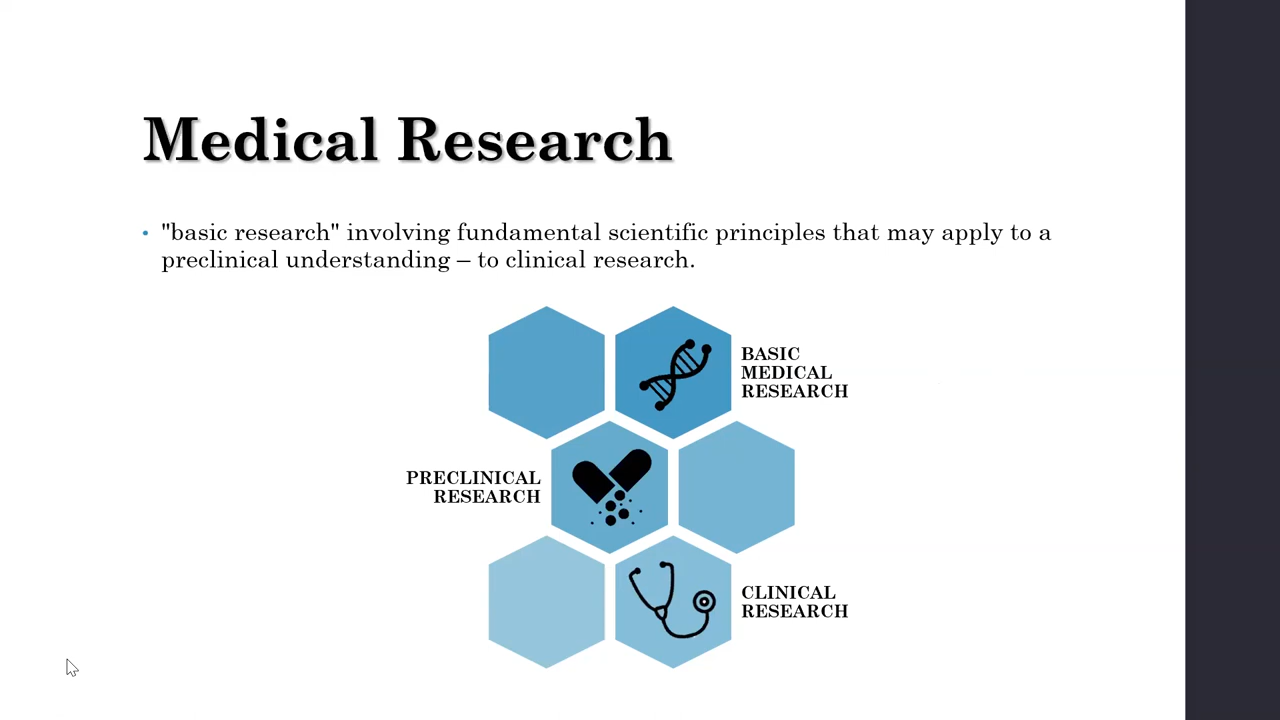 Medical Research
• "basic research" involving fundamental scientific principles that may apply to a
preclinical understanding – to clinical research.
BASIC
MEDICAL
RESEARCH
PRECLINICAL
RESEARCH
CLINICAL
RESEARCH